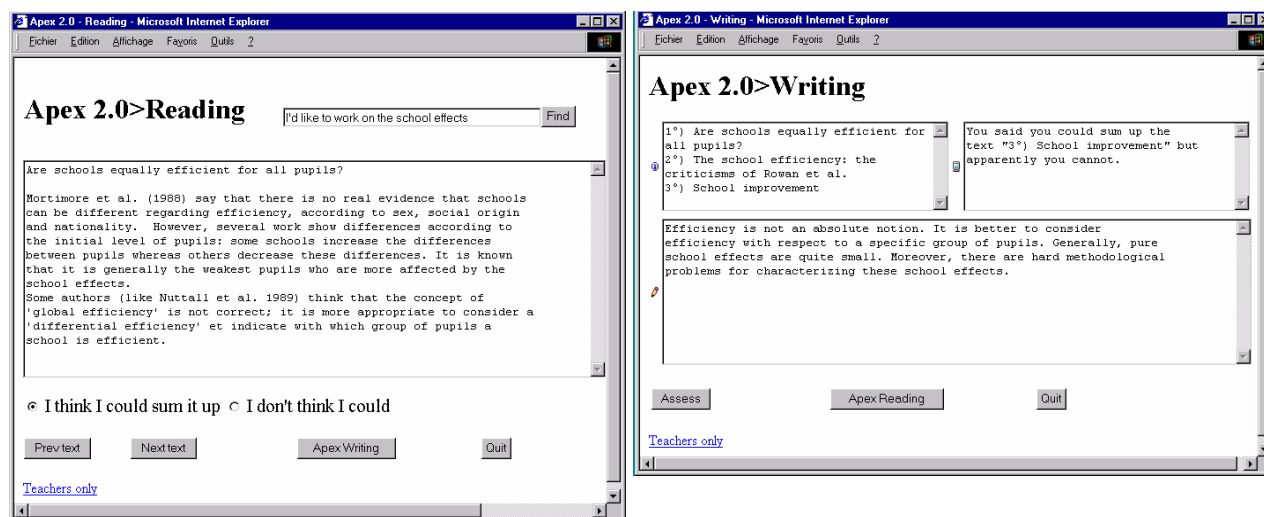 Apex 2.0 - Reading - Microsoft Internet Explorer
Fichier Edition Affichage Favoris Outils ?
Apex 2.0>Reading
I'd like to work on the school effects
Find
Are schools equally efficient for all pupils?
Mortimore et al. (1988) say that there is no real evidence that schools
can be different regarding efficiency, according to sex, social origin
and nationality. However, several work show differences according to
the initial level of pupils: some schools increase the differences
between pupils whereas others decrease these differences. It is known
that it is generally the weakest pupils who are more affected by the
school effects.
Some authors (like Nuttall et al. 1989) think that the concept of
'global efficiency' is not correct; it is more appropriate to consider a
'differential efficiency' et indicate with which group of pupils a
school is efficient.
I think I could sum it up I don't think I could
Prev text Next text Apex Writing Quit
Teachers only
Apex 2.0 - Writing - Microsoft Internet Explorer
Fichier Edition Affichage Favoris Outils ?
Apex 2.0>Writing
1°) Are schools equally efficient for
all pupils?
2°) The school efficiency: the
criticisms of Rowan et al.
3°) School improvement
You said you could sum up the
text "3°) School improvement" but
apparently you cannot.
Efficiency is not an absolute notion. It is better to consider
efficiency with respect to a specific group of pupils. Generally, pure
school effects are quite small. Moreover, there are hard methodological
problems for characterizing these school effects.
Assess Apex Reading Quit
Teachers only